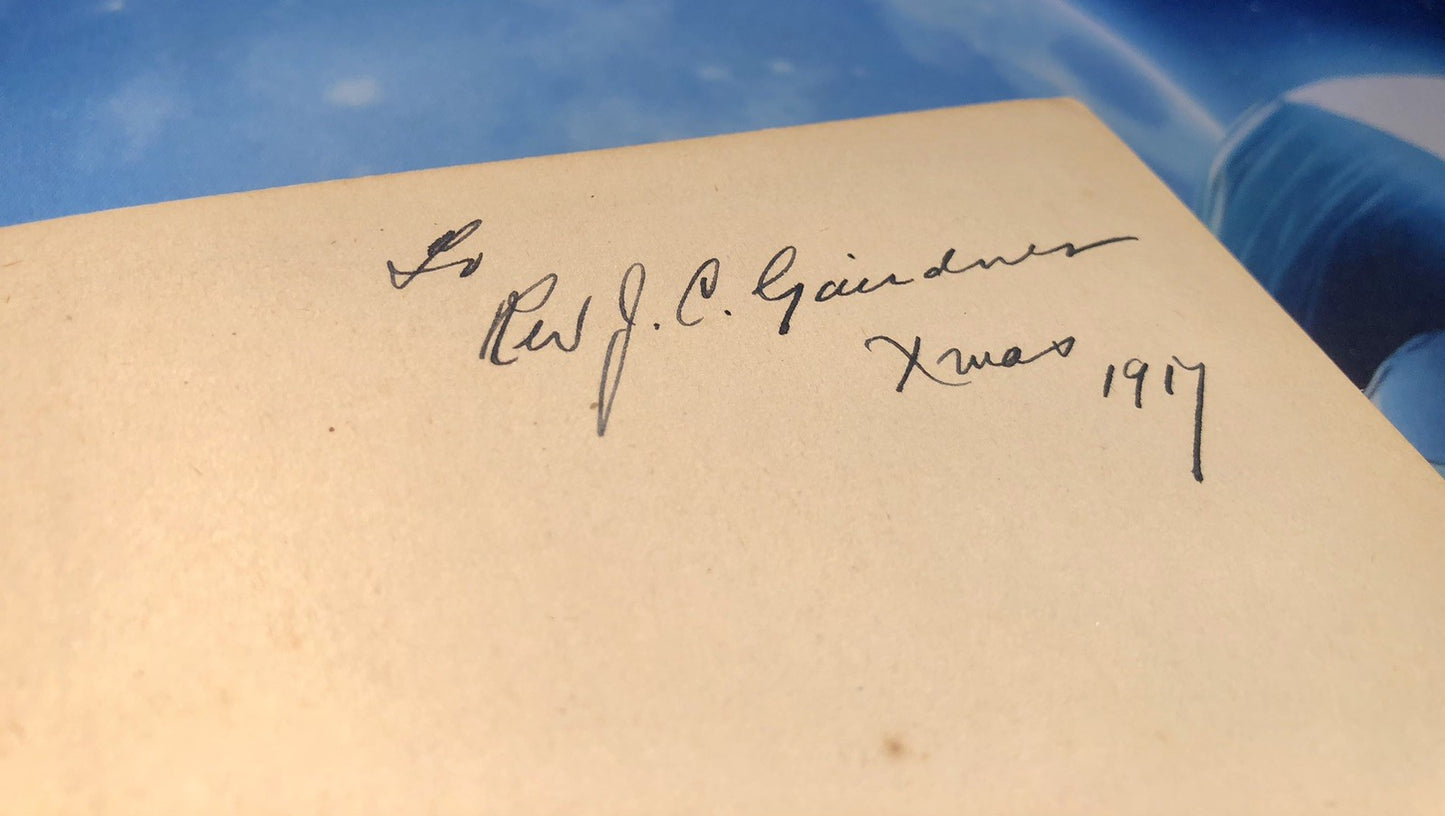 To
Rev J. C. Gairdner
Xmas 1917